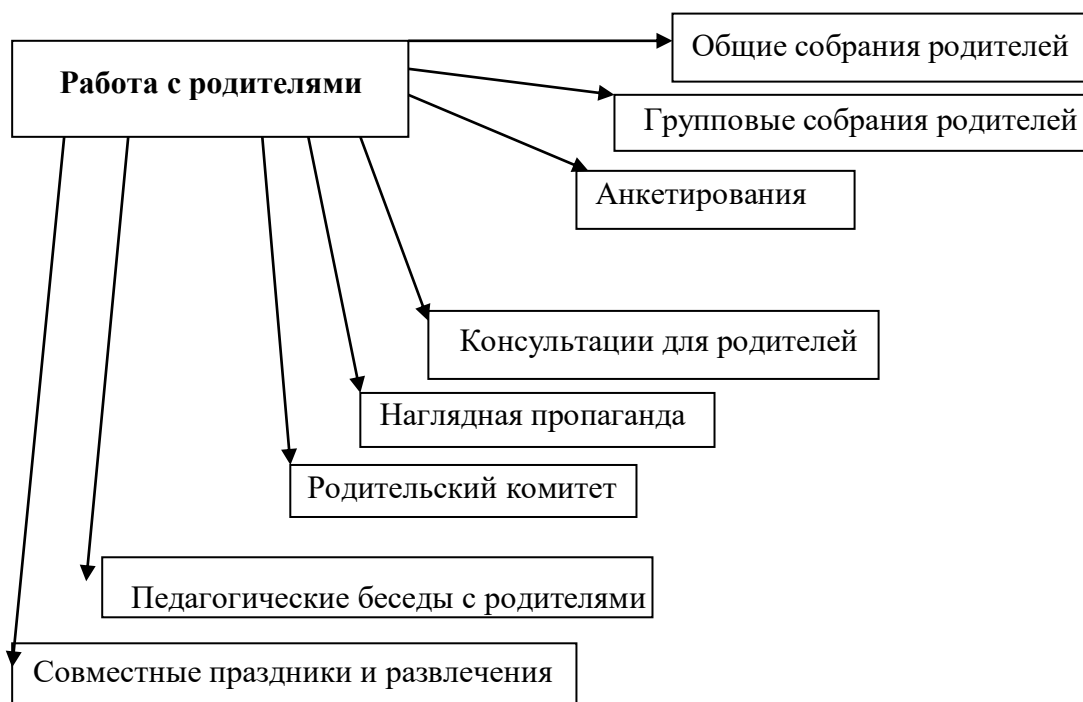 Общие собрания родителей
Работа с родителями
Групповые собрания родителей
Анкетирования
Консультации для родителей
Наглядная пропаганда
Родительский комитет
Педагогические беседы с родителями
Совместные праздники и развлечения